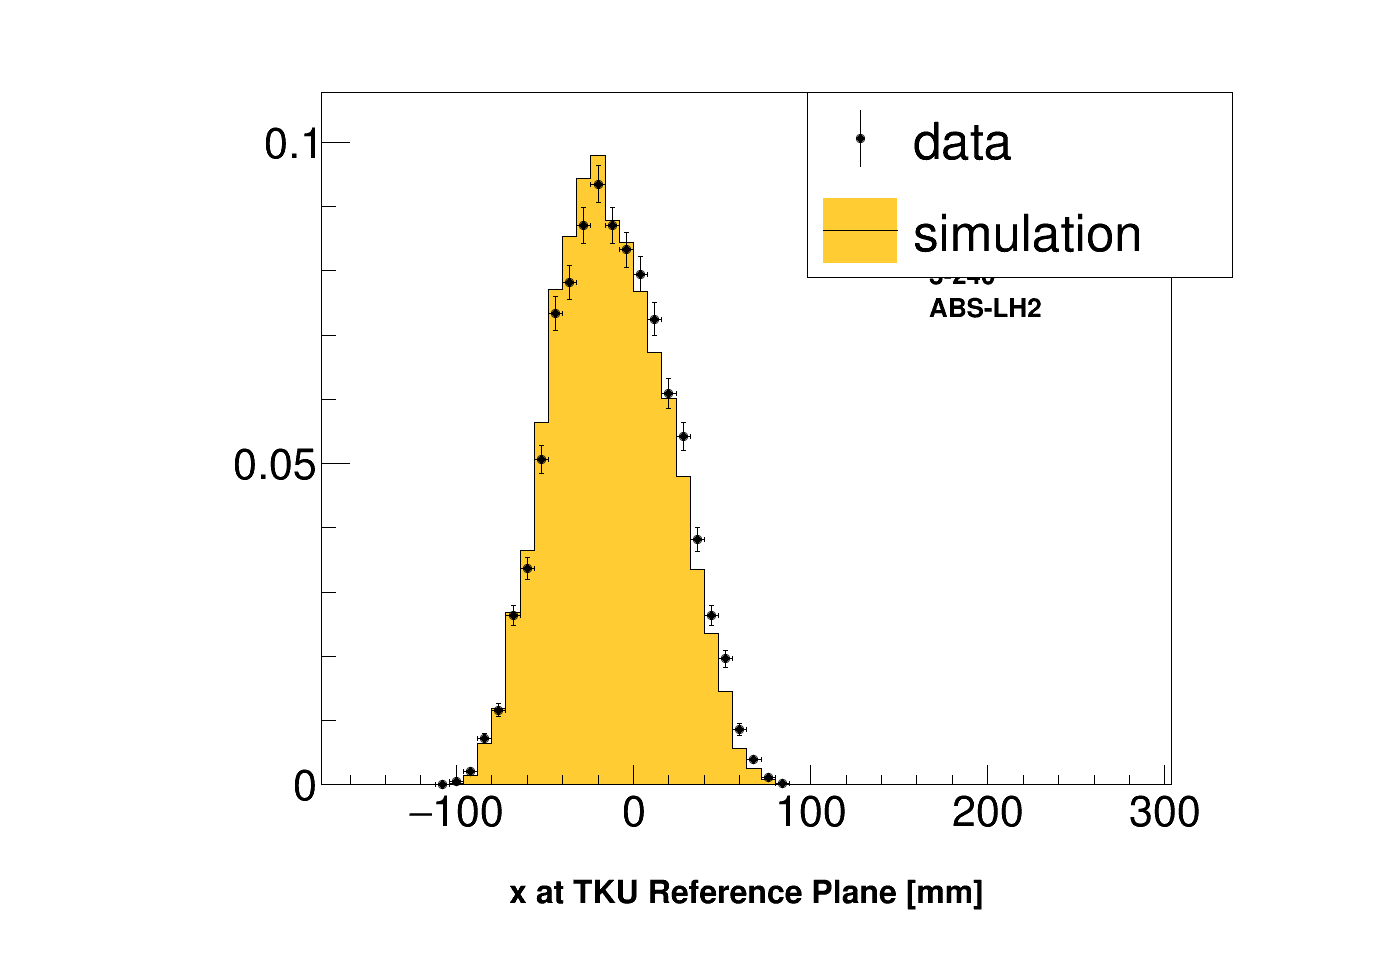 data
simulation
ABS-LH2
0.1
0.05
0
−100
0
100
200
300
x at TKU Reference Plane [mm]